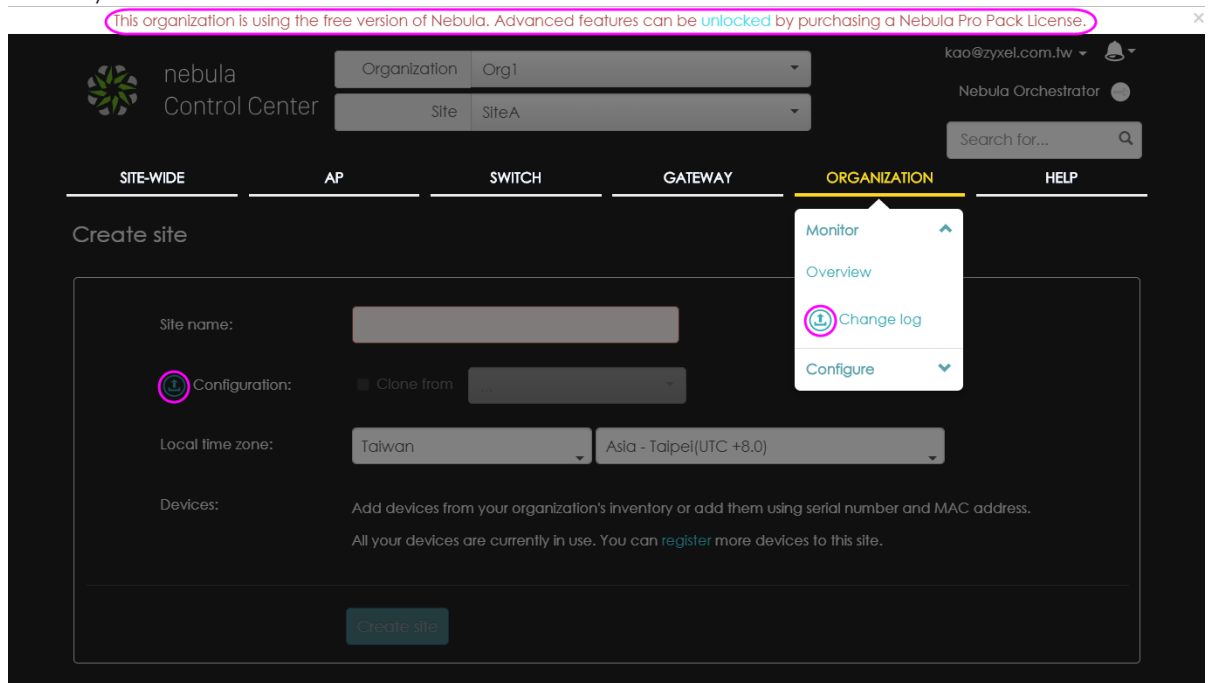 This organization is using the free version of Nebula. Advanced features can be unlocked by purchasing a Nebula Pro Pack License. ×
kao@zyxel.com.tw
nebula
Control Center
Organization Org1
Site SiteA
Nebula Orchestrator
Search for...
SITE-WIDE AP SWITCH GATEWAY ORGANIZATION HELP
Create site
Monitor
Overview
Change log
Configure
Site name:
Configuration: Clone from ...
Local time zone: Taiwan Asia - Taipei(UTC +8.0)
Devices: Add devices from your organization's inventory or add them using serial number and MAC address.
All your devices are currently in use. You can register more devices to this site.
Create site